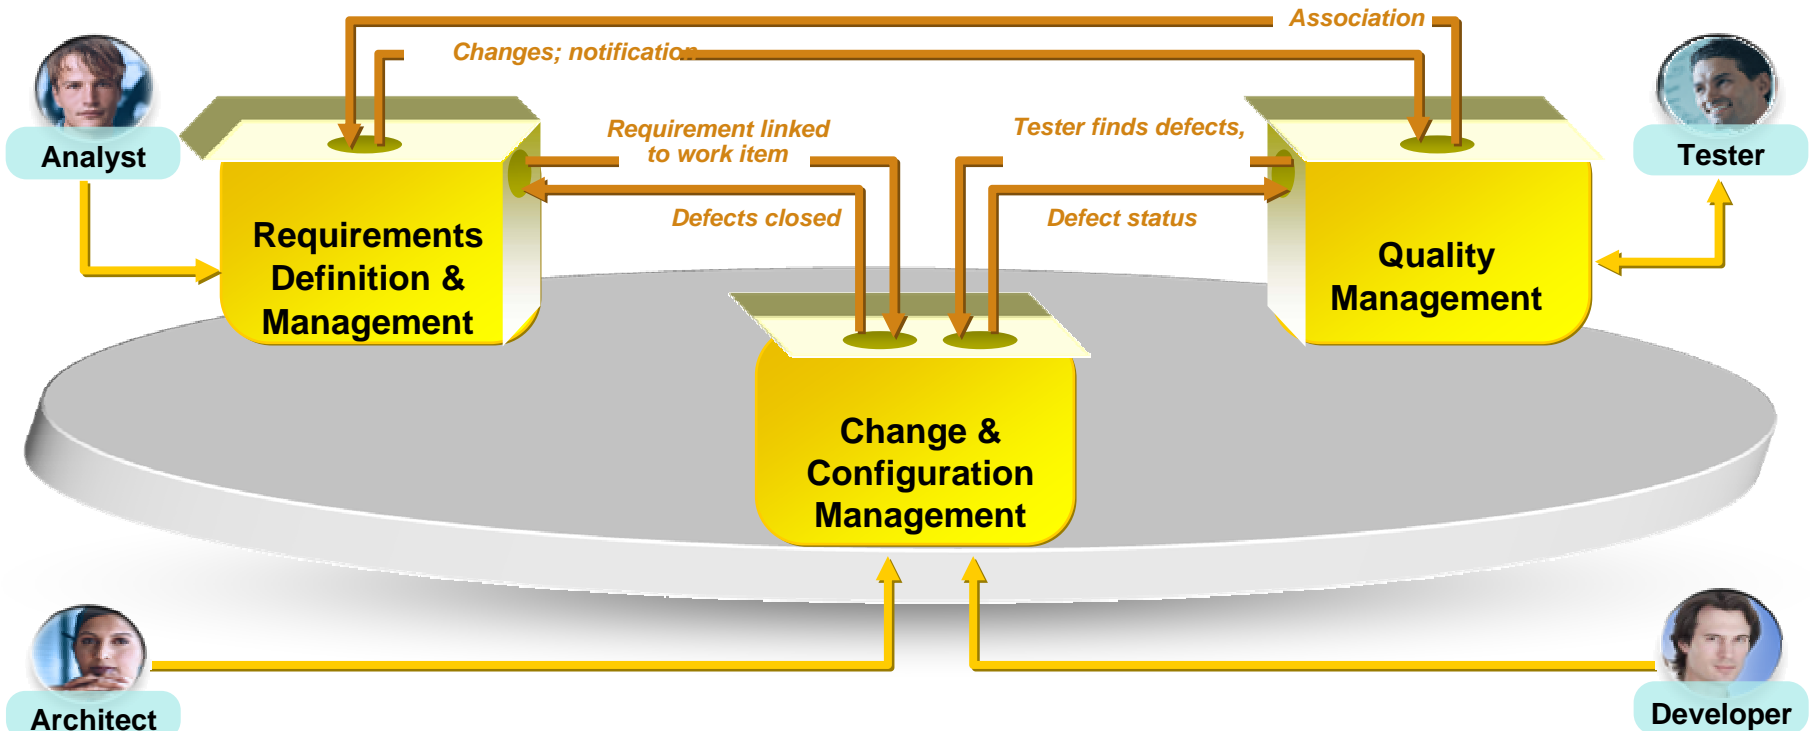 Association
Changes; notification
Analyst
Requirement linked
to work item
Tester finds defects,
Tester
Defects closed
Defect status
Requirements
Definition &
Management
Quality
Management
Change &
Configuration
Management
Architect
Developer